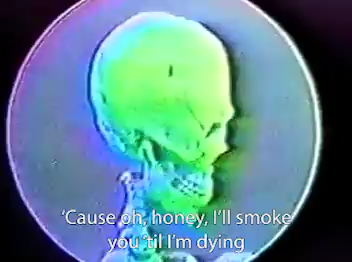 ‘Cause oh, honey, I’ll smoke
you ’til I’m dying